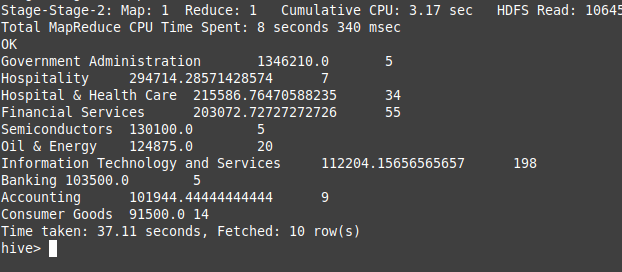 Stage-Stage-2: Map: 1  Reduce: 1   Cumulative CPU: 3.17 sec   HDFS Read: 10645
Total MapReduce CPU Time Spent: 8 seconds 340 msec
OK
Government Administration	1346210.0	5
Hospitality	294714.28571428574	7
Hospital & Health Care	215586.76470588235	34
Financial Services	203072.72727272726	55
Semiconductors	130100.0	5
Oil & Energy	124875.0	20
Information Technology and Services	112204.15656565657	198
Banking	103500.0	5
Accounting	101944.44444444444	9
Consumer Goods	91500.0	14
Time taken: 37.11 seconds, Fetched: 10 row(s)
hive>